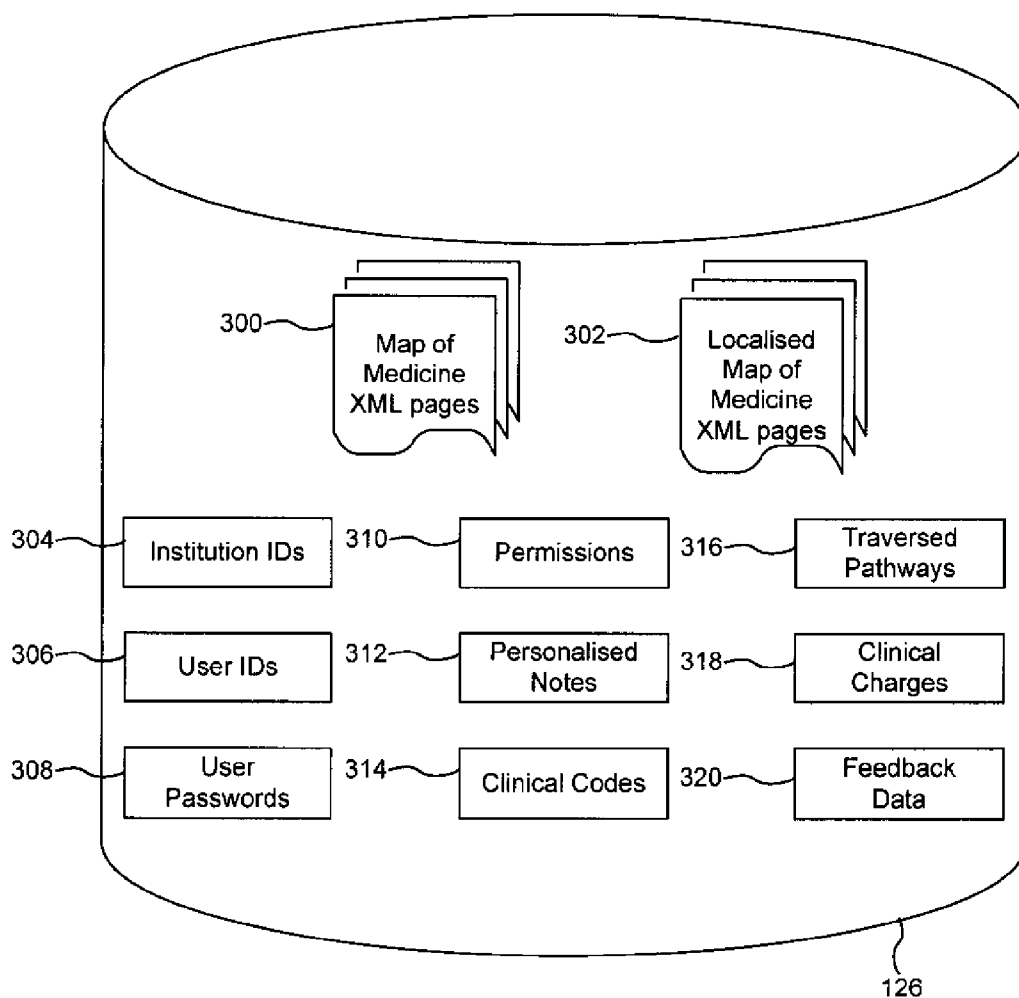 300
Map of
Medicine
XML pages
302
Localised
Map of
Medicine
XML pages
304
Institution IDs
310
Permissions
316
Traversed
Pathways
306
User IDs
312
Personalised
Notes
318
Clinical
Charges
308
User
Passwords
314
Clinical Codes
320
Feedback
Data
126